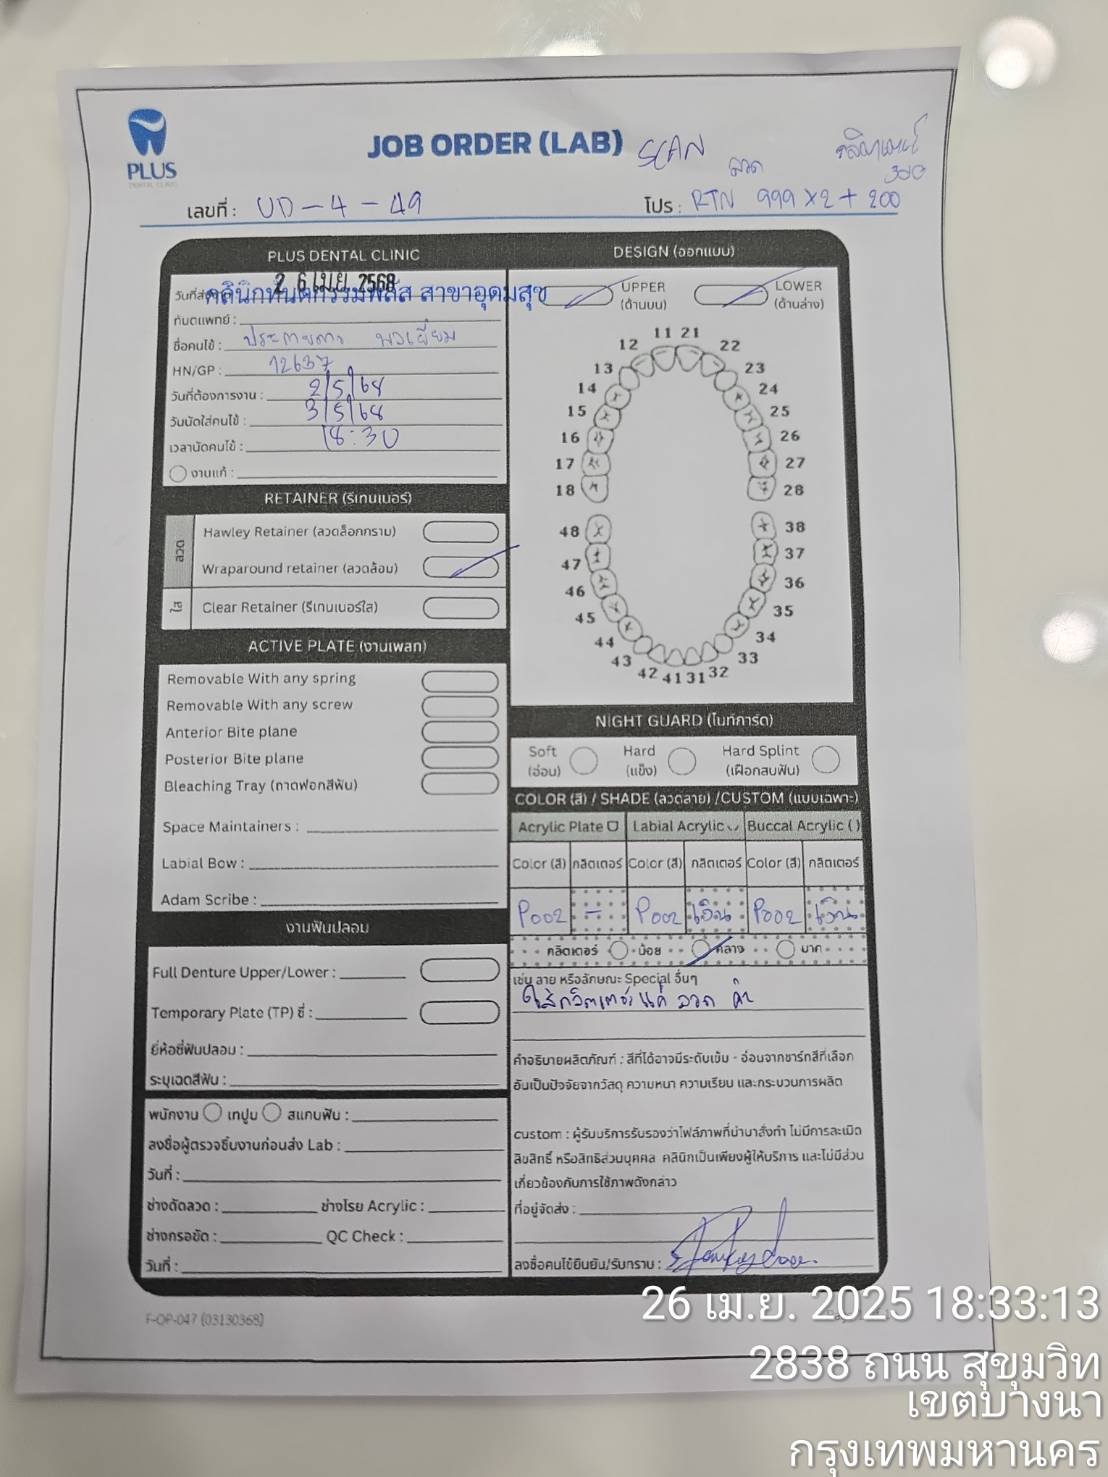 PLUS
DENTAL CLINIC
JOB ORDER (LAB)
SCAN
ลวด
เลขที่ : UD-4-49
โปร : RTN 999 x 2 + 200
PLUS DENTAL CLINIC
2 6 เม.ย. 2568
คลินิกทันตกรรมพลัส สาขาอุดมสุข
ทันตแพทย์ :
ชื่อคนไข้ :
HN/GP : 12637
วันที่ต้องการงาน : 2/5/68
วันนัดใส่คนไข้ : 3/5/68
เวลานัดคนไข้ : 18:30
งานแก้ :
RETAINER (รีเทนเนอร์)
ลวด
Hawley Retainer (ลวดล็อกกราม)
Wraparound retainer (ลวดล้อม)
ใส
Clear Retainer (รีเทนเนอร์ใส)
ACTIVE PLATE (งานเพลท)
Removable With any spring
Removable With any screw
Anterior Bite plane
Posterior Bite plane
Bleaching Tray (ถาดฟอกสีฟัน)
Space Maintainers :
Labial Bow :
Adam Scribe :
งานฟันปลอม
Full Denture Upper/Lower :
Temporary Plate (TP) ซี่ :
ยี่ห้อซี่ฟันปลอม :
ระบุเฉดสีฟัน :
พนักงาน เทปูน สแกนฟัน :
ลงชื่อผู้ตรวจชิ้นงานก่อนส่ง Lab :
วันที่ :
ช่างดัดลวด : ช่างโรย Acrylic :
ช่างกรอขัด : QC Check :
วันที่ :
F-OP-047 (03130368)
DESIGN (ออกแบบ)
UPPER
(ด้านบน)
LOWER
(ด้านล่าง)
11 21
12 22
13 23
14 24
15 25
16 26
17 27
18 28
48 38
47 37
46 36
45 35
44 34
43 33
42 41 31 32
NIGHT GUARD (ไนท์การ์ด)
Soft
(อ่อน)
Hard
(แข็ง)
Hard Splint
(เฝือกสบฟัน)
COLOR (สี) / SHADE (ลวดลาย) /CUSTOM (แบบเฉพาะ)
Acrylic Plate Labial Acrylic Buccal Acrylic ( )
Color (สี) กลิตเตอร์ Color (สี) กลิตเตอร์ Color (สี) กลิตเตอร์
P002 - P002 เงิน P002 เงิน
กลิตเตอร์ น้อย กลาง มาก
เช่น ลาย หรือลักษณะ Special อื่นๆ
ใส่กลิตเตอร์ แค่ ลวด
คำอธิบายผลิตภัณฑ์ : สีที่ได้อาจมีระดับเข้ม - อ่อนจากชาร์ทสีที่เลือก
อันเป็นปัจจัยจากวัสดุ ความหนา ความเรียบ และกระบวนการผลิต
custom : ผู้รับบริการรับรองว่าไฟล์ภาพที่นำมาสั่งทำ ไม่มีการละเมิด
ลิขสิทธิ์ หรือสิทธิส่วนบุคคล คลินิกเป็นเพียงผู้ให้บริการ และไม่มีส่วน
เกี่ยวข้องกับการใช้ภาพดังกล่าว
ที่อยู่จัดส่ง :
ลงชื่อคนไข้ยืนยัน/รับทราบ :
26 เม.ย. 2025 18:33:13
2838 ถนน สุขุมวิท
เขตบางนา
กรุงเทพมหานคร